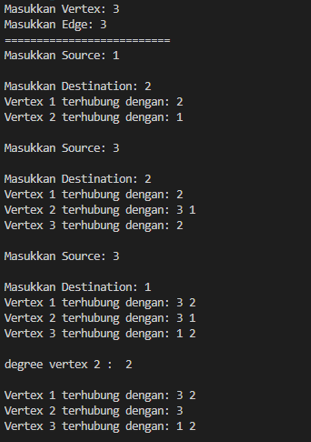 Masukkan Vertex: 3
Masukkan Edge: 3
==========================
Masukkan Source: 1
Masukkan Destination: 2
Vertex 1 terhubung dengan: 2
Vertex 2 terhubung dengan: 1
Masukkan Source: 3
Masukkan Destination: 2
Vertex 1 terhubung dengan: 2
Vertex 2 terhubung dengan: 3 1
Vertex 3 terhubung dengan: 2
Masukkan Source: 3
Masukkan Destination: 1
Vertex 1 terhubung dengan: 3 2
Vertex 2 terhubung dengan: 3 1
Vertex 3 terhubung dengan: 1 2
degree vertex 2 :  2
Vertex 1 terhubung dengan: 3 2
Vertex 2 terhubung dengan: 3
Vertex 3 terhubung dengan: 1 2